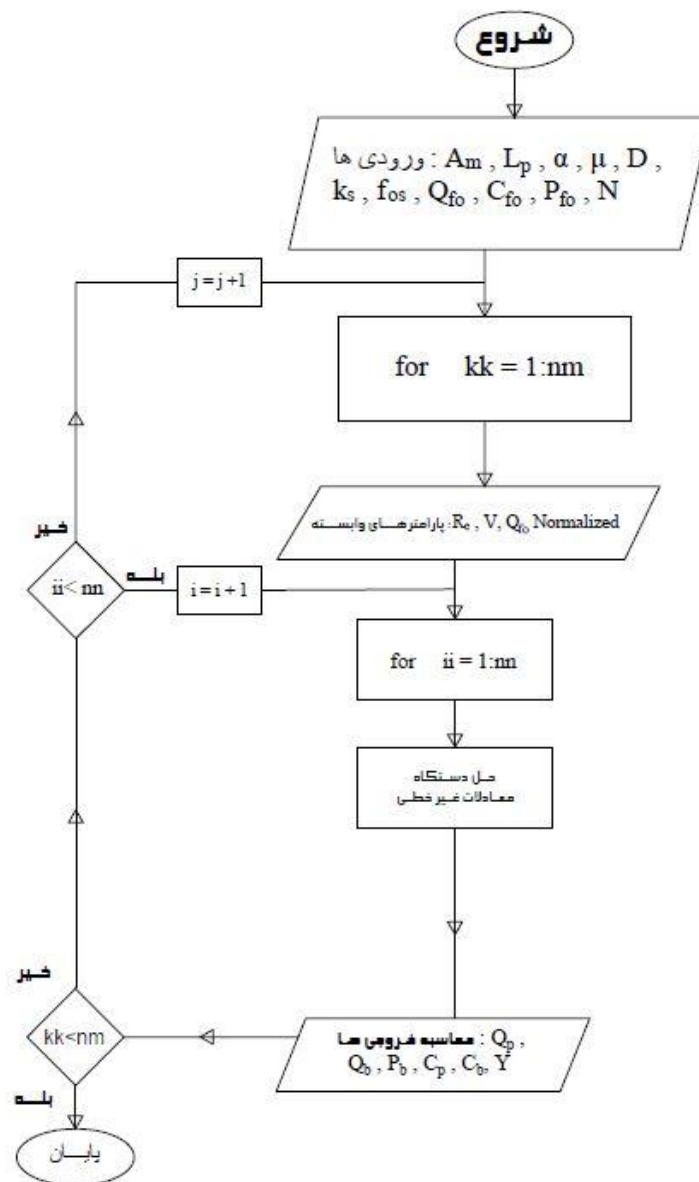 شروع
ورودی ها : Am , Lp , α , μ , D ,
ks , fos , Qfo , Cfo , Pfo , N
j = j +1
for kk = 1:nm
پارامترهای وابسته: Re , V, Qfo Normalized
خیر
ii< nn
بله
i = i + 1
for ii = 1:nn
حل دستگاه
معادلات غیر خطی
محاسبه خروجی ها : Qp ,
Qb , Pb , Cp , Cb, Y
خیر
kk<nm
بله
پایان